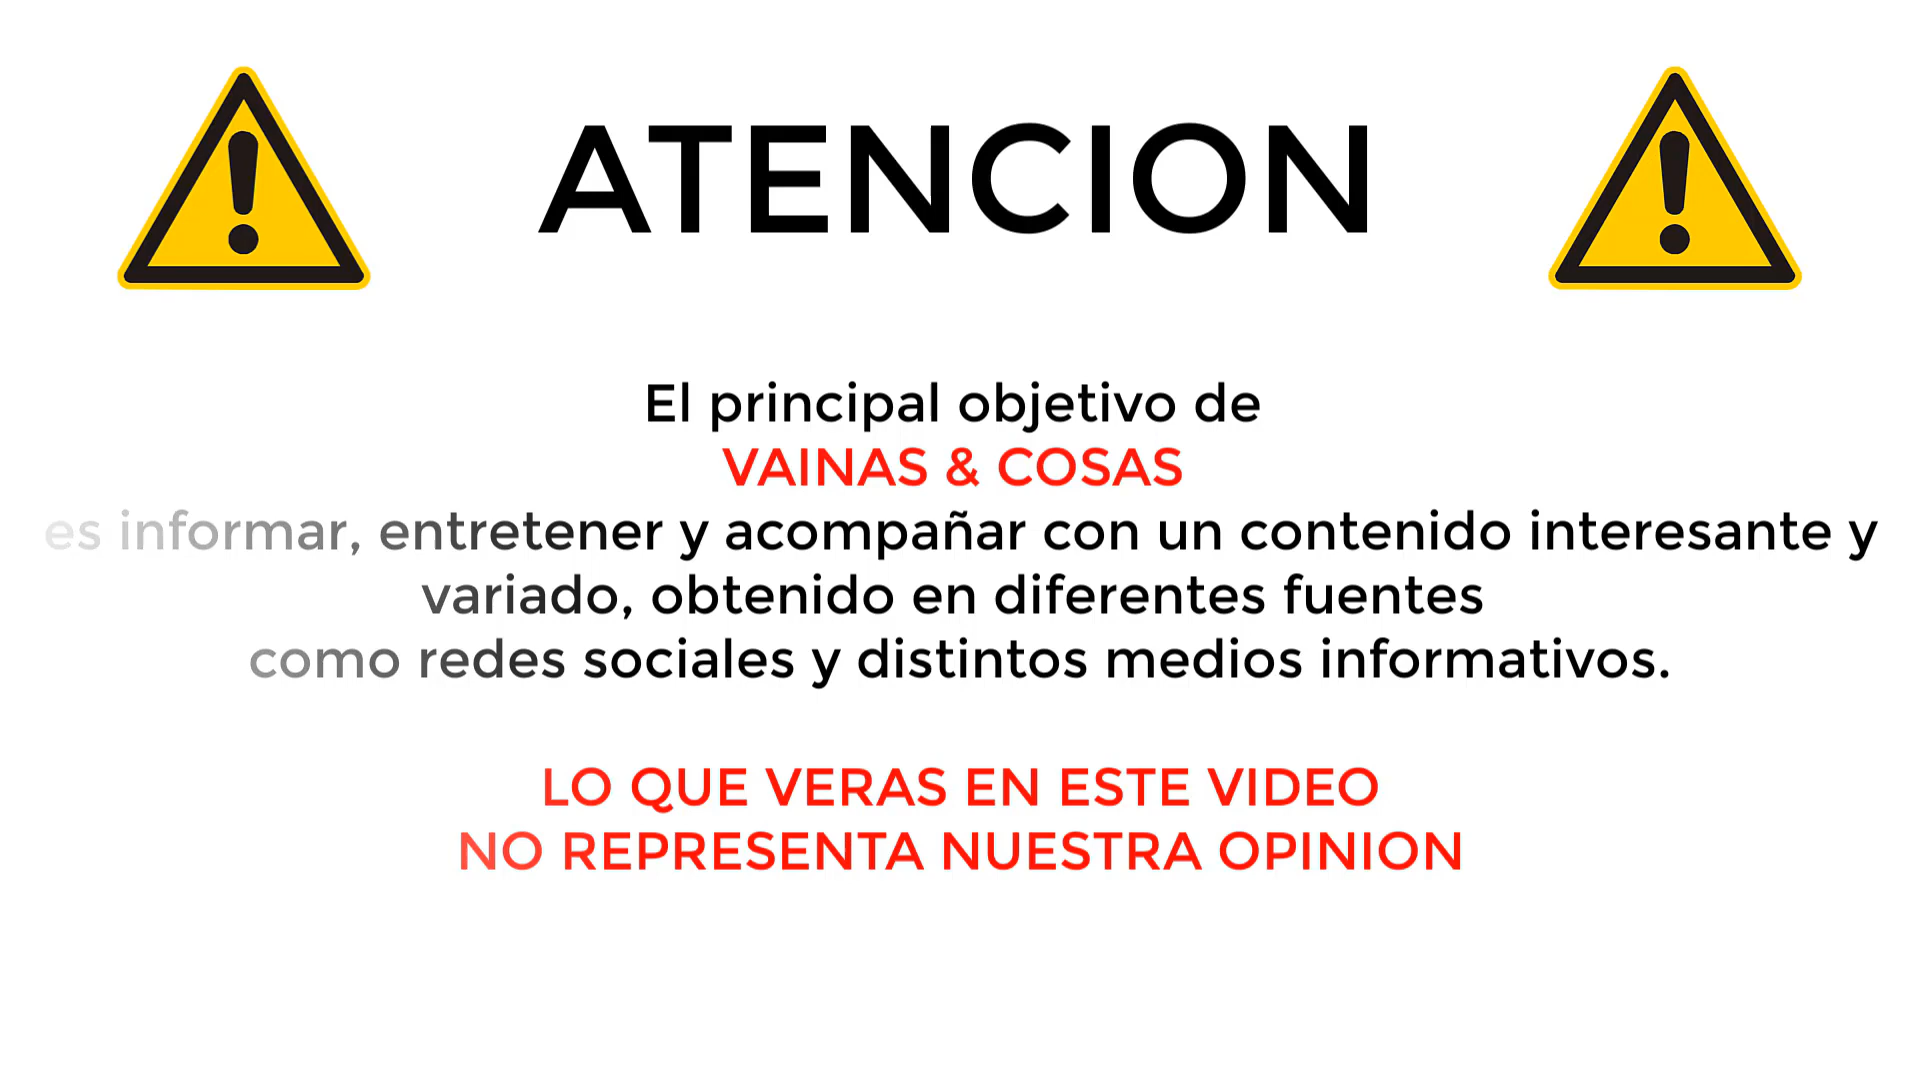 ATENCION
El principal objetivo de
VAINAS & COSAS
es informar, entretener y acompañar con un contenido interesante y
variado, obtenido en diferentes fuentes
como redes sociales y distintos medios informativos.
LO QUE VERAS EN ESTE VIDEO
NO REPRESENTA NUESTRA OPINION